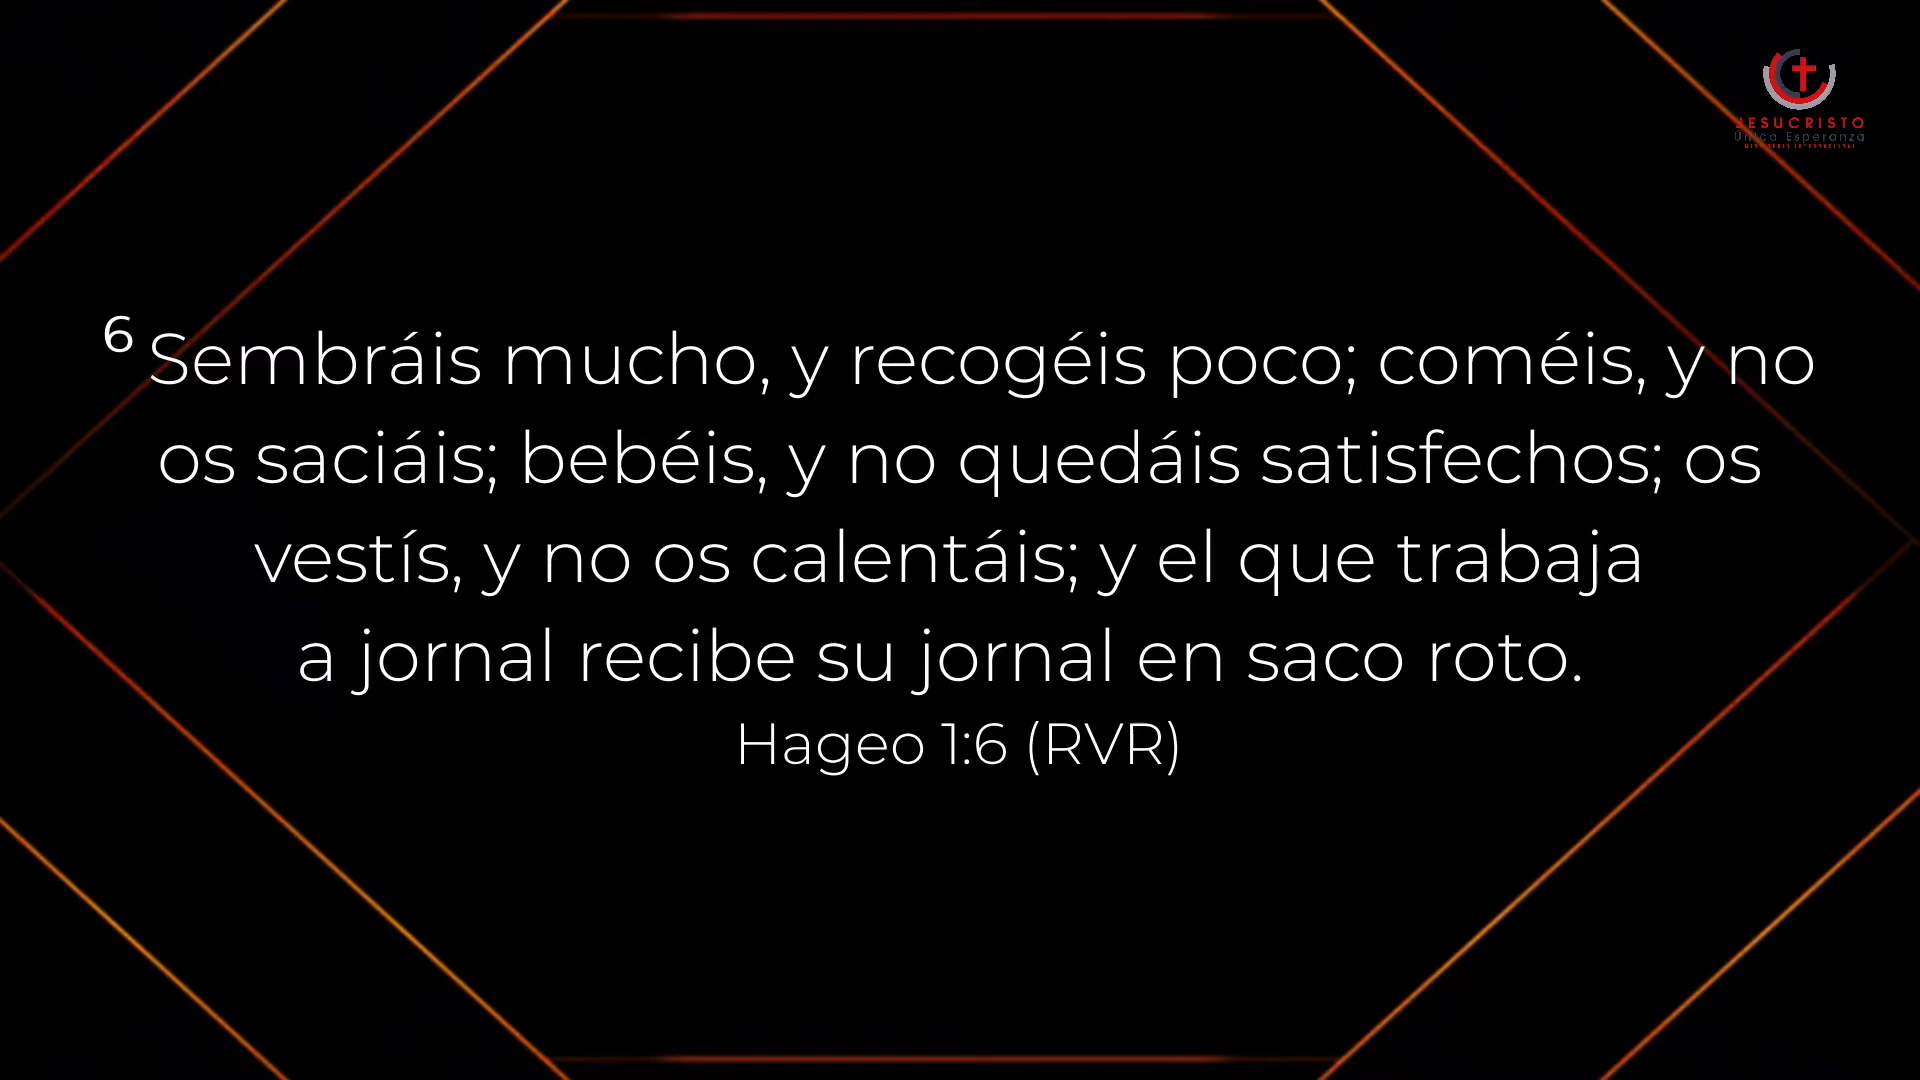 JESUCRISTO
Única Esperanza
6 Sembráis mucho, y recogéis poco; coméis, y no
os saciáis; bebéis, y no quedáis satisfechos; os
vestís, y no os calentáis; y el que trabaja
a jornal recibe su jornal en saco roto.
Hageo 1:6 (RVR)